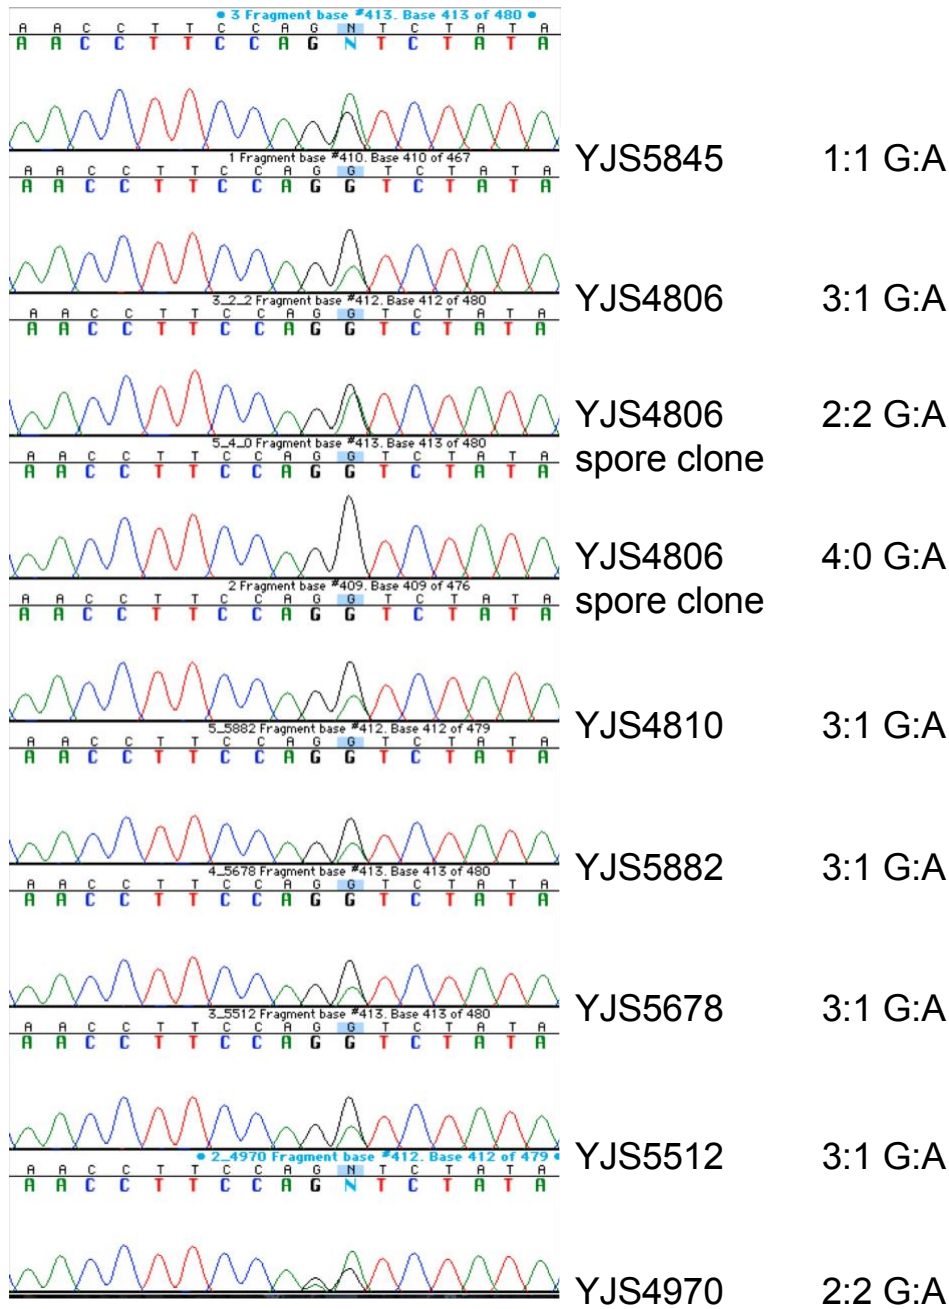 3 Fragment base #413. Base 413 of 480
A A C C T T C C A G N T C T A T A
A A C C T T C C A G N T C T A T A
YJS5845 1:1 G:A
1 Fragment base #410. Base 410 of 467
A A C C T T C C A G G T C T A T A
A A C C T T C C A G G T C T A T A
YJS4806 3:1 G:A
3_2_2 Fragment base #412. Base 412 of 480
A A C C T T C C A G G T C T A T A
A A C C T T C C A G G T C T A T A
YJS4806 2:2 G:A
spore clone
5_4_0 Fragment base #413. Base 413 of 480
A A C C T T C C A G G T C T A T A
A A C C T T C C A G G T C T A T A
YJS4806 4:0 G:A
spore clone
2 Fragment base #409. Base 409 of 476
A A C C T T C C A G G T C T A T A
A A C C T T C C A G G T C T A T A
YJS4810 3:1 G:A
5_5882 Fragment base #412. Base 412 of 479
A A C C T T C C A G G T C T A T A
A A C C T T C C A G G T C T A T A
YJS5882 3:1 G:A
4_5678 Fragment base #413. Base 413 of 480
A A C C T T C C A G G T C T A T A
A A C C T T C C A G G T C T A T A
YJS5678 3:1 G:A
3_5512 Fragment base #413. Base 413 of 480
A A C C T T C C A G G T C T A T A
A A C C T T C C A G G T C T A T A
YJS5512 3:1 G:A
2_4970 Fragment base #412. Base 412 of 479
A A C C T T C C A G N T C T A T A
A A C C T T C C A G N T C T A T A
YJS4970 2:2 G:A